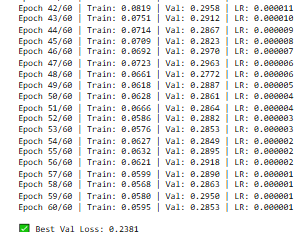 Epoch 42/60 | Train: 0.0819 | Val: 0.2958 | LR: 0.000011
Epoch 43/60 | Train: 0.0751 | Val: 0.2912 | LR: 0.000010
Epoch 44/60 | Train: 0.0714 | Val: 0.2867 | LR: 0.000009
Epoch 45/60 | Train: 0.0709 | Val: 0.2823 | LR: 0.000008
Epoch 46/60 | Train: 0.0692 | Val: 0.2970 | LR: 0.000007
Epoch 47/60 | Train: 0.0723 | Val: 0.2963 | LR: 0.000006
Epoch 48/60 | Train: 0.0661 | Val: 0.2772 | LR: 0.000006
Epoch 49/60 | Train: 0.0618 | Val: 0.2887 | LR: 0.000005
Epoch 50/60 | Train: 0.0628 | Val: 0.2861 | LR: 0.000004
Epoch 51/60 | Train: 0.0666 | Val: 0.2864 | LR: 0.000004
Epoch 52/60 | Train: 0.0586 | Val: 0.2882 | LR: 0.000003
Epoch 53/60 | Train: 0.0576 | Val: 0.2853 | LR: 0.000003
Epoch 54/60 | Train: 0.0627 | Val: 0.2849 | LR: 0.000002
Epoch 55/60 | Train: 0.0632 | Val: 0.2895 | LR: 0.000002
Epoch 56/60 | Train: 0.0621 | Val: 0.2918 | LR: 0.000002
Epoch 57/60 | Train: 0.0599 | Val: 0.2890 | LR: 0.000001
Epoch 58/60 | Train: 0.0568 | Val: 0.2863 | LR: 0.000001
Epoch 59/60 | Train: 0.0580 | Val: 0.2950 | LR: 0.000001
Epoch 60/60 | Train: 0.0595 | Val: 0.2853 | LR: 0.000001
✅ Best Val Loss: 0.2381